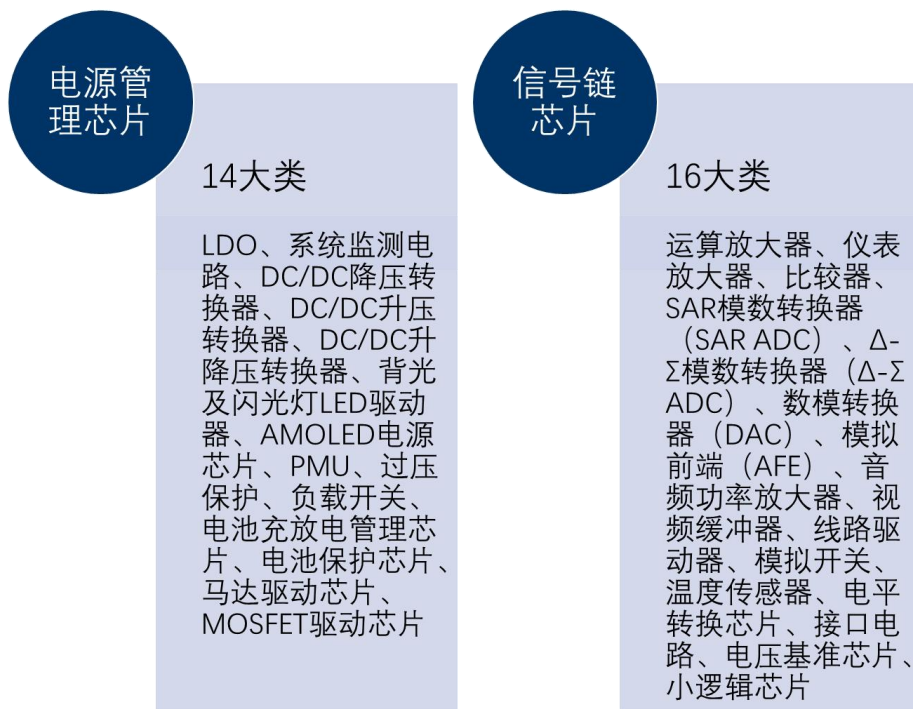 电源管
理芯片
14大类
LDO、系统监测电
路、DC/DC降压转
换器、DC/DC升压
转换器、DC/DC升
降压转换器、背光
及闪光灯LED驱动
器、AMOLED电源
芯片、PMU、过压
保护、负载开关、
电池充放电管理芯
片、电池保护芯片、
马达驱动芯片、
MOSFET驱动芯片
信号链
芯片
16大类
运算放大器、仪表
放大器、比较器、
SAR模数转换器
（SAR ADC）、Δ-
Σ模数转换器（Δ-Σ
ADC）、数模转换
器（DAC）、模拟
前端（AFE）、音
频功率放大器、视
频缓冲器、线路驱
动器、模拟开关、
温度传感器、电平
转换芯片、接口电
路、电压基准芯片、
小逻辑芯片